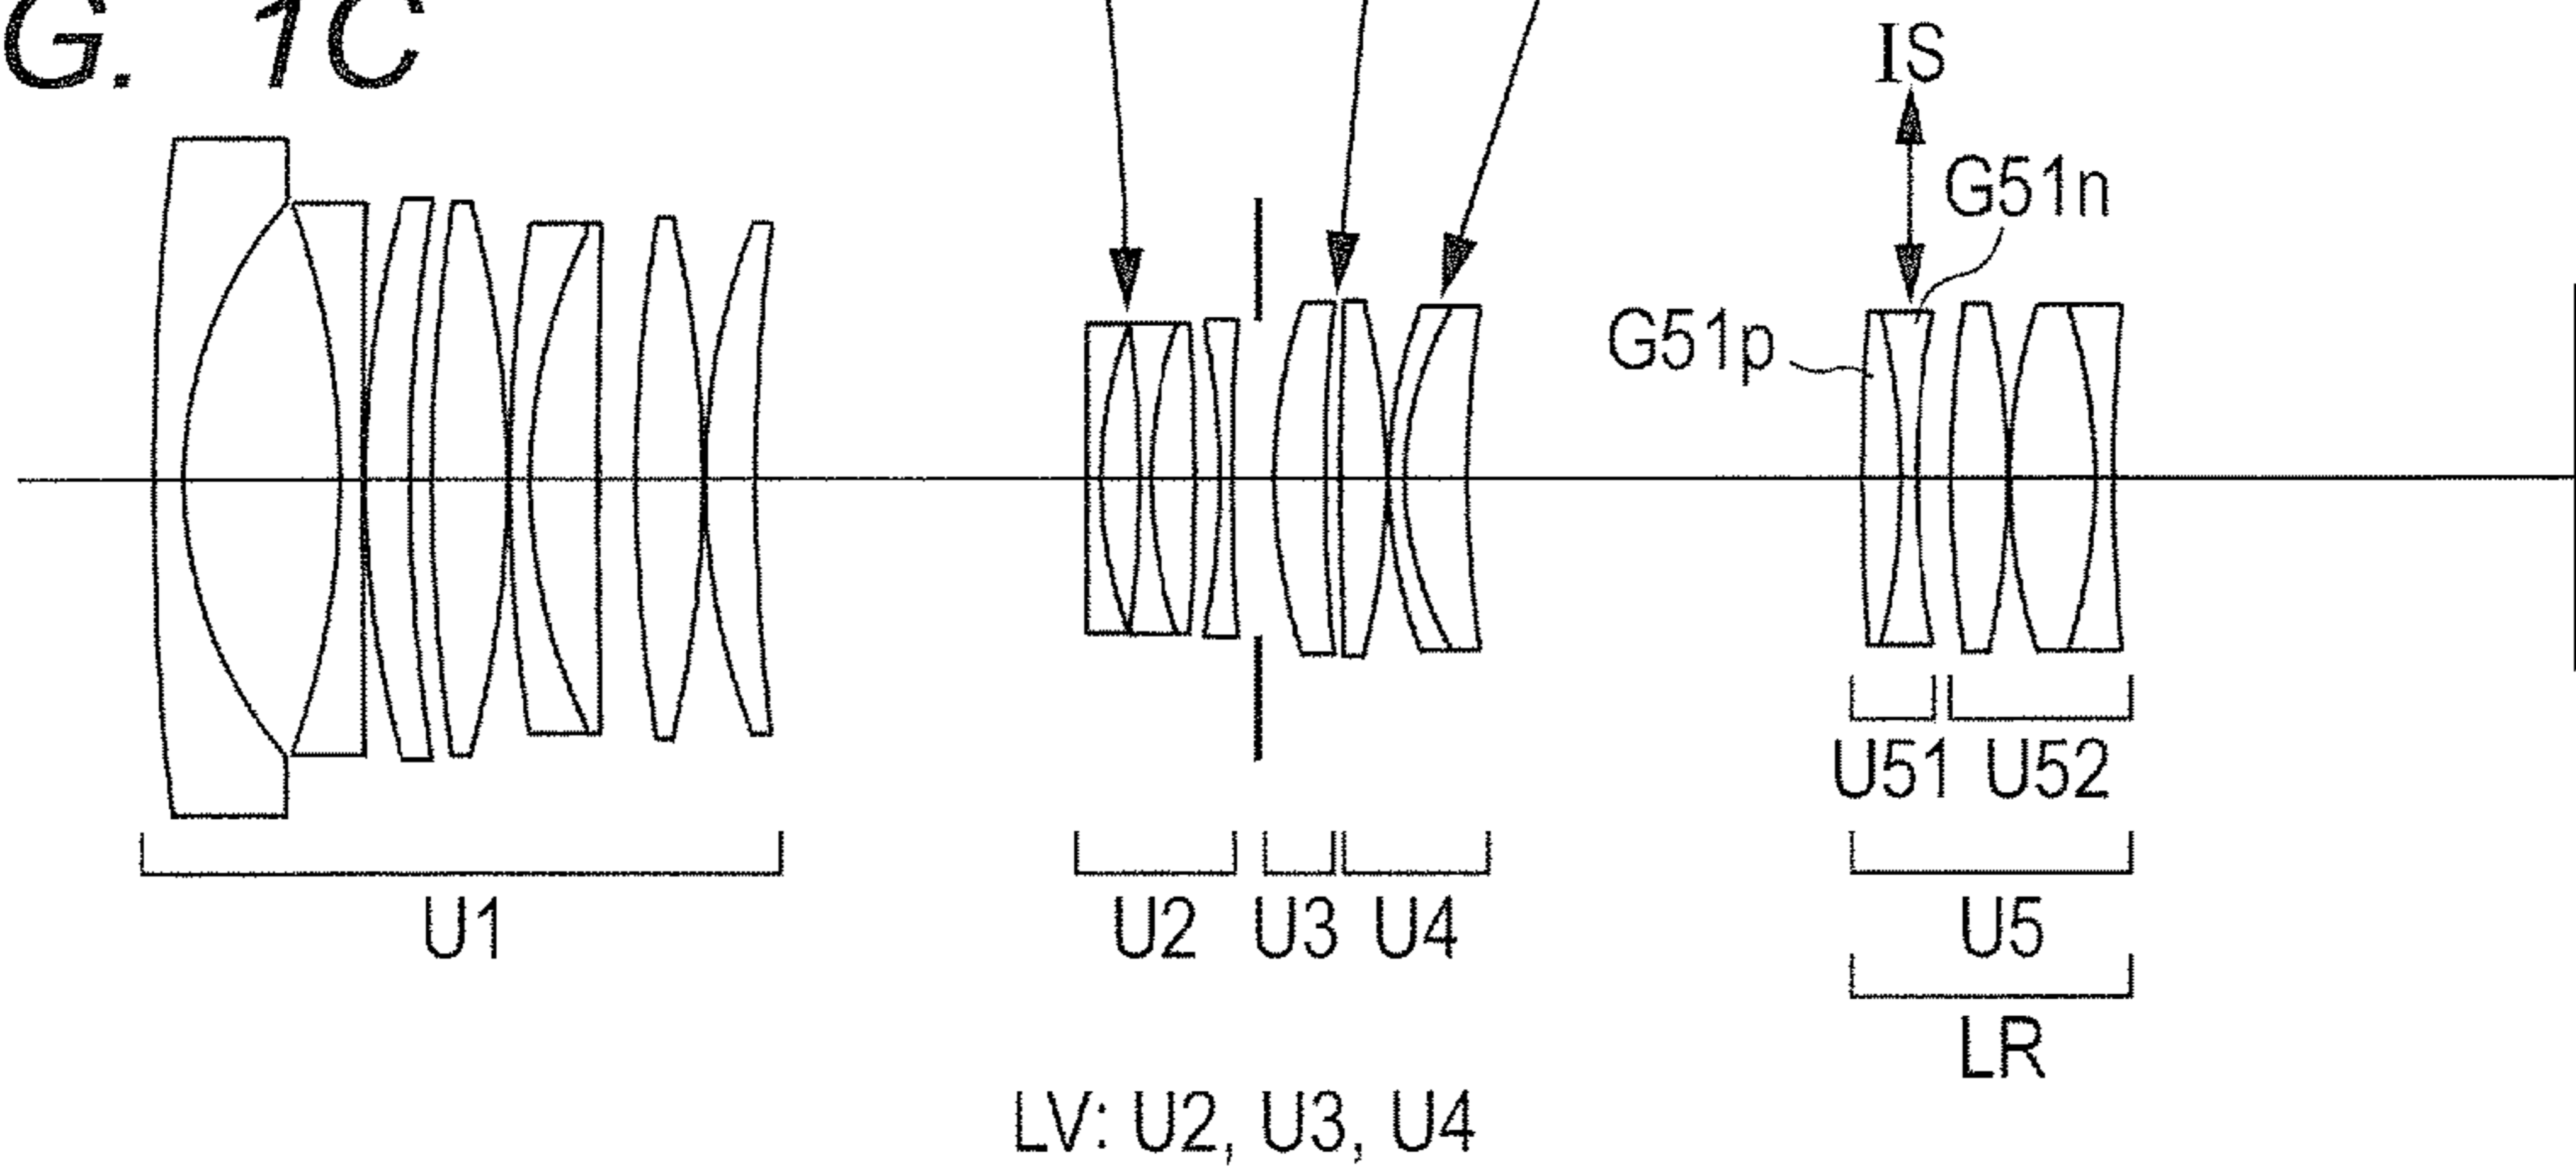 G. 1C
IS
G51n
G51p
U51 U52
U1 U2 U3 U4 U5
LR
LV: U2, U3, U4